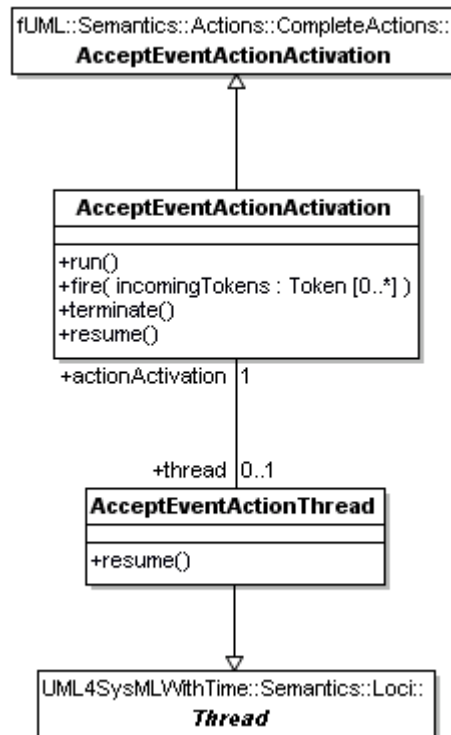 fUML::Semantics::Actions::CompleteActions::
AcceptEventActionActivation
AcceptEventActionActivation
+run()
+fire( incomingTokens : Token [0..*] )
+terminate()
+resume()
+actionActivation 1
+thread 0..1
AcceptEventActionThread
+resume()
UML4SysMLWithTime::Semantics::Loci::
Thread